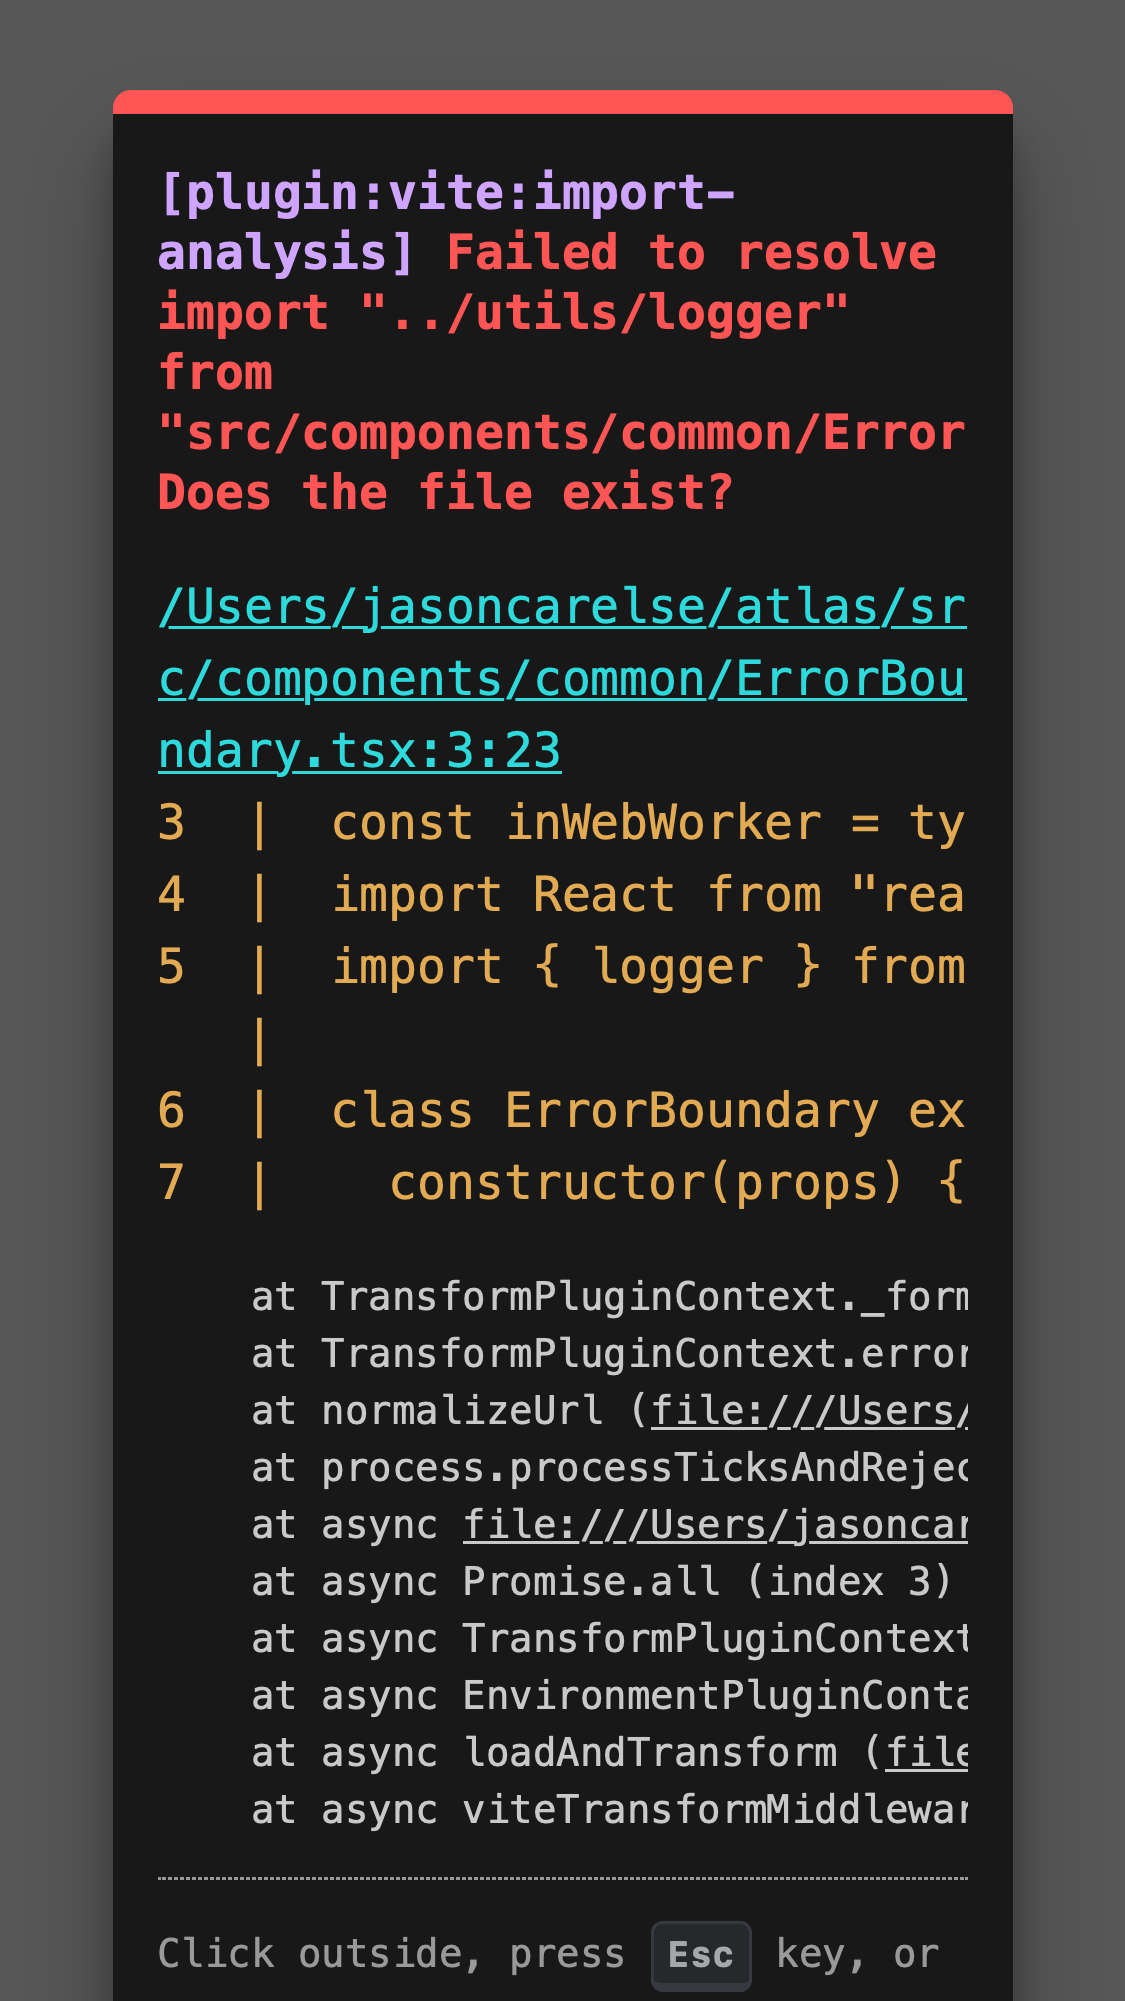 [plugin:vite:import-
analysis] Failed to resolve
import "../utils/logger"
from
"src/components/common/Error
Does the file exist?
/Users/jasoncarelse/atlas/sr
c/components/common/ErrorBou
ndary.tsx:3:23
3  |  const inWebWorker = ty
4  |  import React from "rea
5  |  import { logger } from
   |
6  |  class ErrorBoundary ex
7  |    constructor(props) {
at TransformPluginContext._form
at TransformPluginContext.error
at normalizeUrl (file:///Users/
at process.processTicksAndRejec
at async file:///Users/jasoncar
at async Promise.all (index 3)
at async TransformPluginContext
at async EnvironmentPluginConta
at async loadAndTransform (file
at async viteTransformMiddlewar
Click outside, press Esc key, or